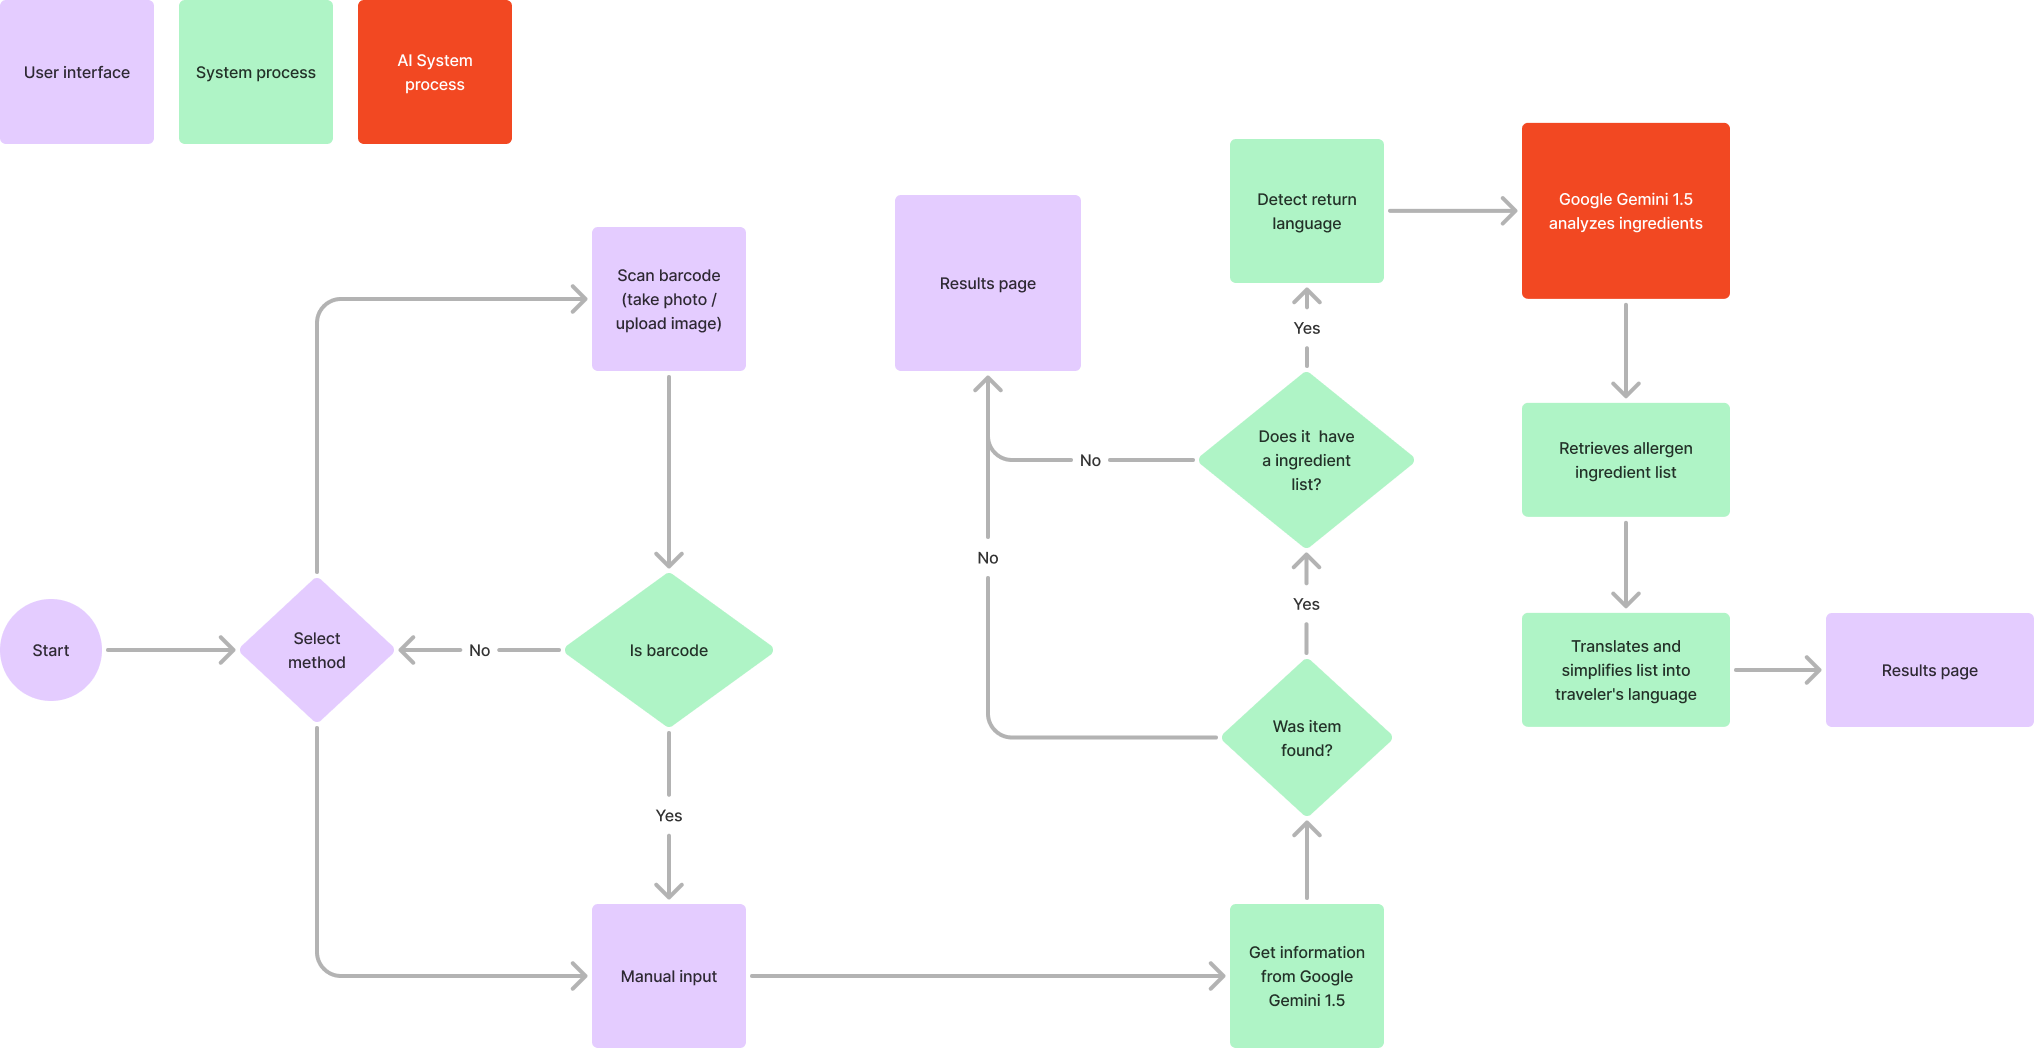 User interface
System process
AI System
process
Start
Select
method
Scan barcode
(take photo /
upload image)
No
Is barcode
Yes
Manual input
Get information
from Google
Gemini 1.5
Was item
found?
No
Yes
Does it  have
a ingredient
list?
No
Results page
Yes
Detect return
language
Google Gemini 1.5
analyzes ingredients
Retrieves allergen
ingredient list
Translates and
simplifies list into
traveler's language
Results page